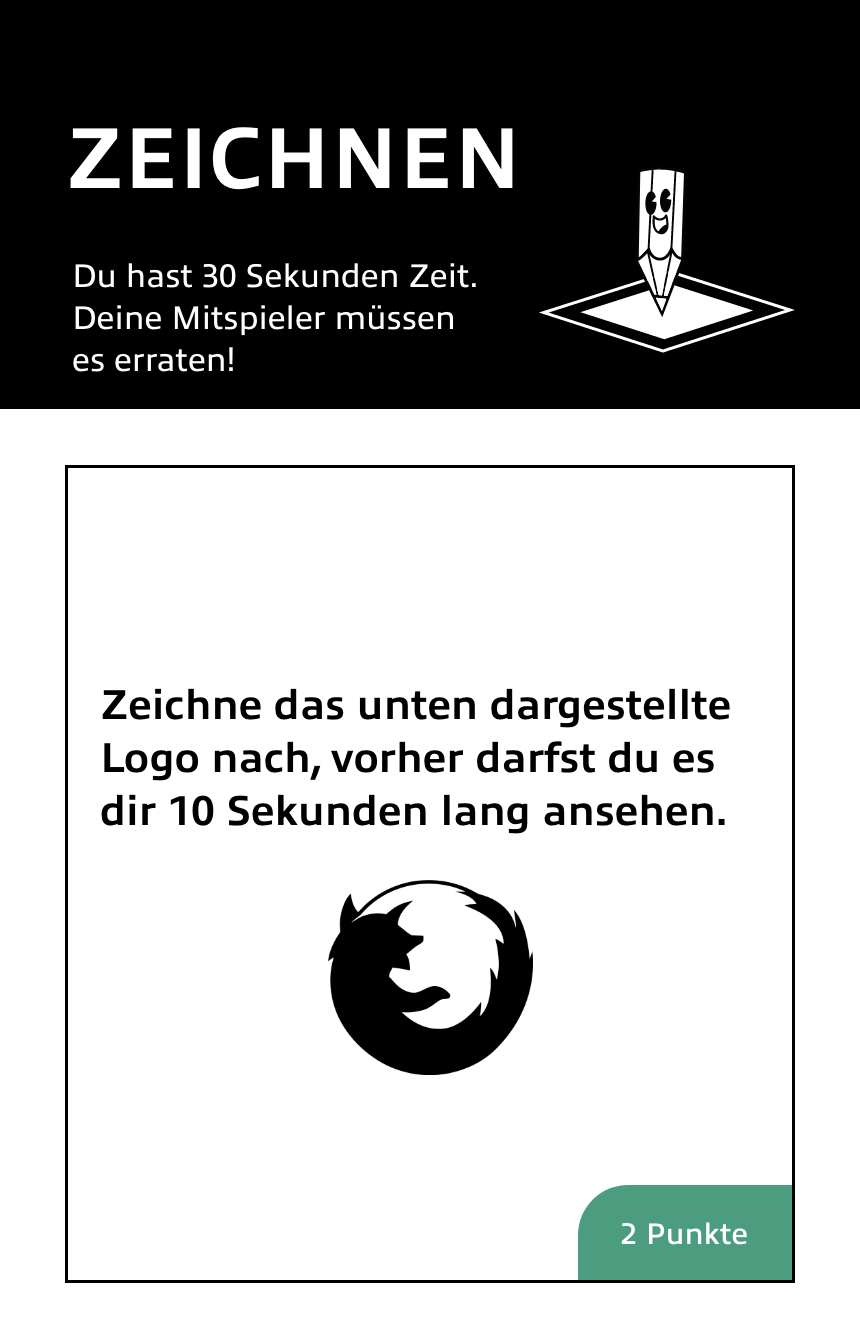 ZEICHNEN
Du hast 30 Sekunden Zeit.
Deine Mitspieler müssen
es erraten!
Zeichne das unten dargestellte
Logo nach, vorher darfst du es
dir 10 Sekunden lang ansehen.
2 Punkte